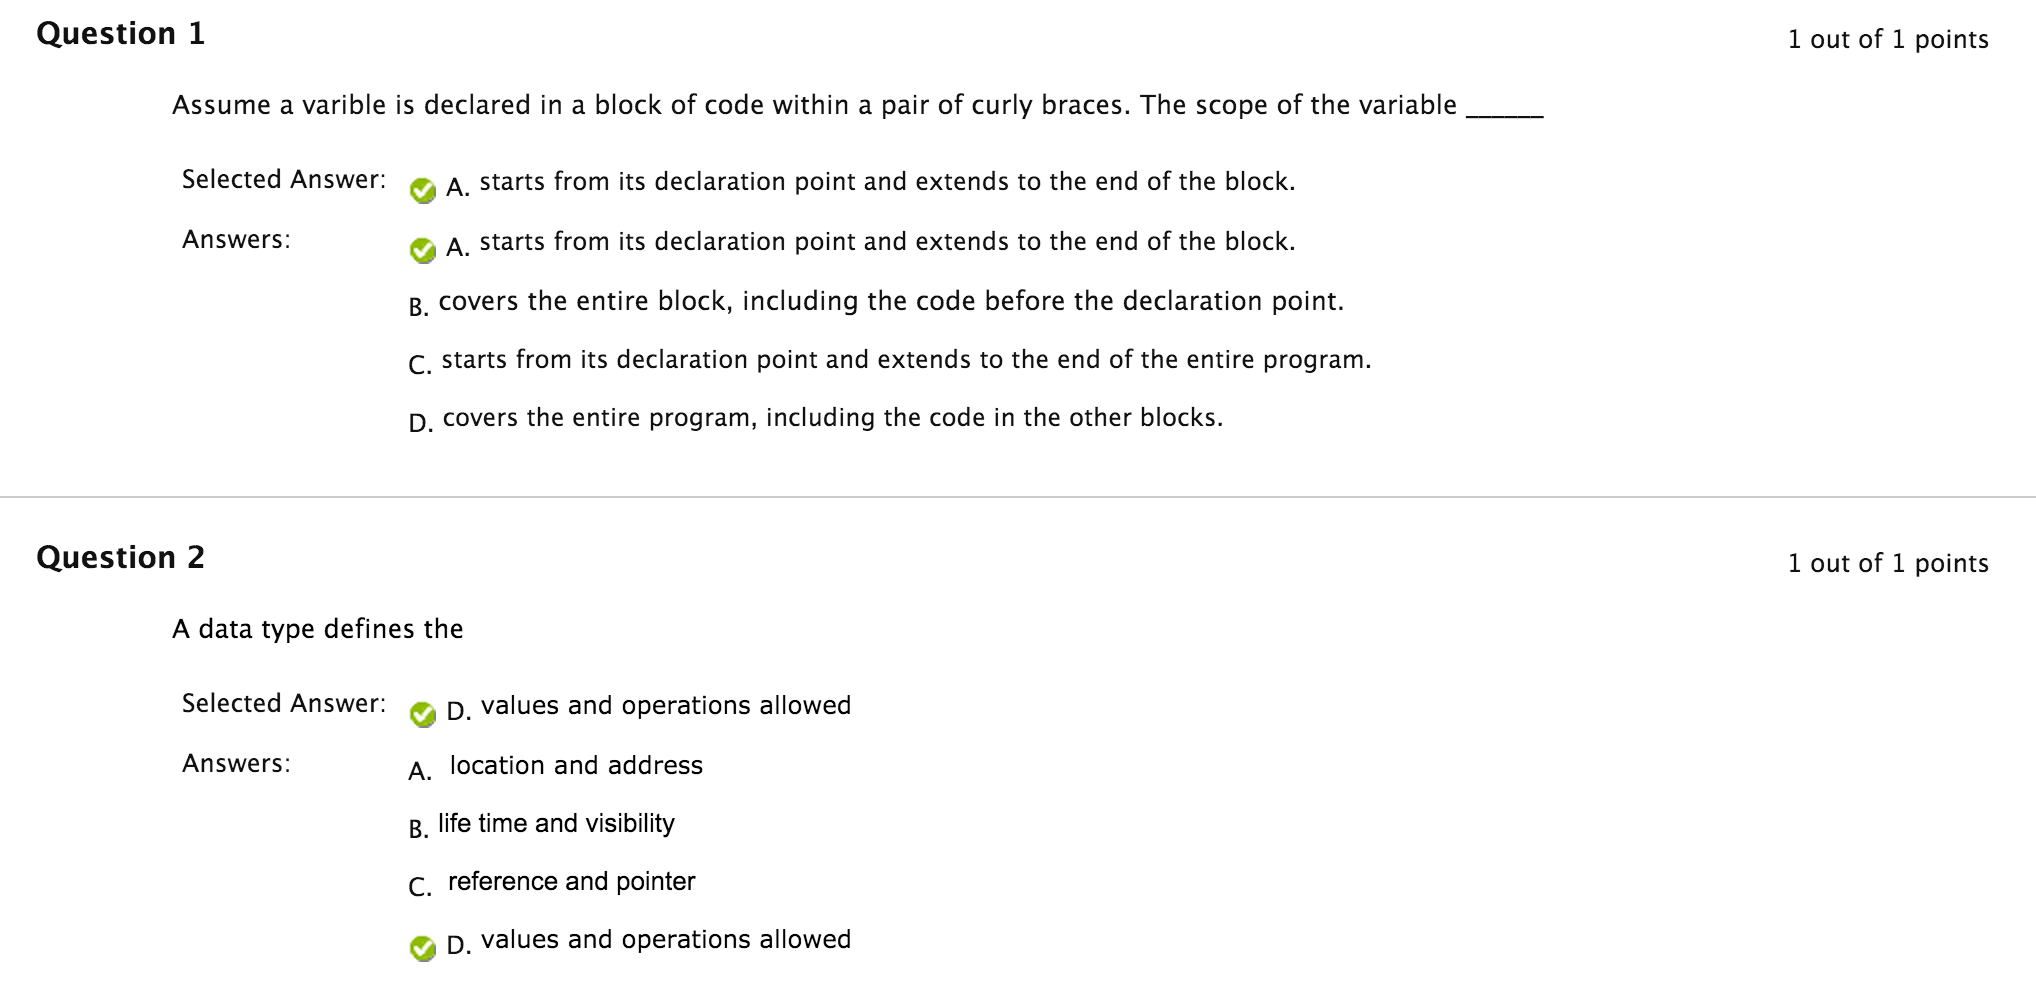 Question 1
1 out of 1 points
Assume a varible is declared in a block of code within a pair of curly braces. The scope of the variable ______
Selected Answer: A. starts from its declaration point and extends to the end of the block.
Answers: A. starts from its declaration point and extends to the end of the block.
B. covers the entire block, including the code before the declaration point.
C. starts from its declaration point and extends to the end of the entire program.
D. covers the entire program, including the code in the other blocks.
Question 2
1 out of 1 points
A data type defines the
Selected Answer: D. values and operations allowed
Answers: A. location and address
B. life time and visibility
C. reference and pointer
D. values and operations allowed